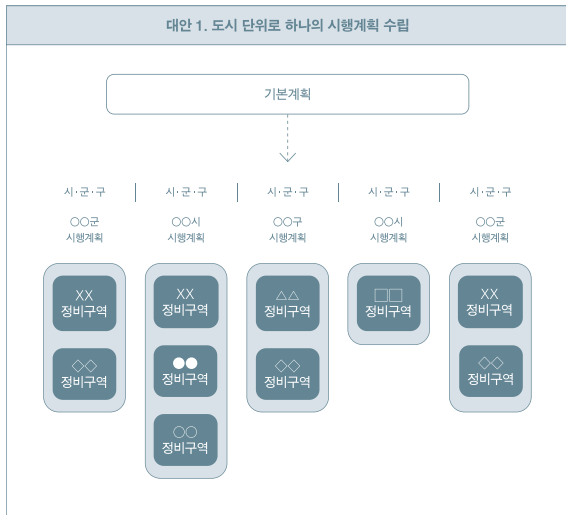 대안 1. 도시 단위로 하나의 시행계획 수립
기본계획
시·군·구
시·군·구
시·군·구
시·군·구
시·군·구
○○군
시행계획
○○시
시행계획
○○구
시행계획
○○시
시행계획
○○군
시행계획
XX
정비구역
◇◇
정비구역
XX
정비구역
●●
정비구역
○○
정비구역
△△
정비구역
◇◇
정비구역
□□
정비구역
XX
정비구역
◇◇
정비구역